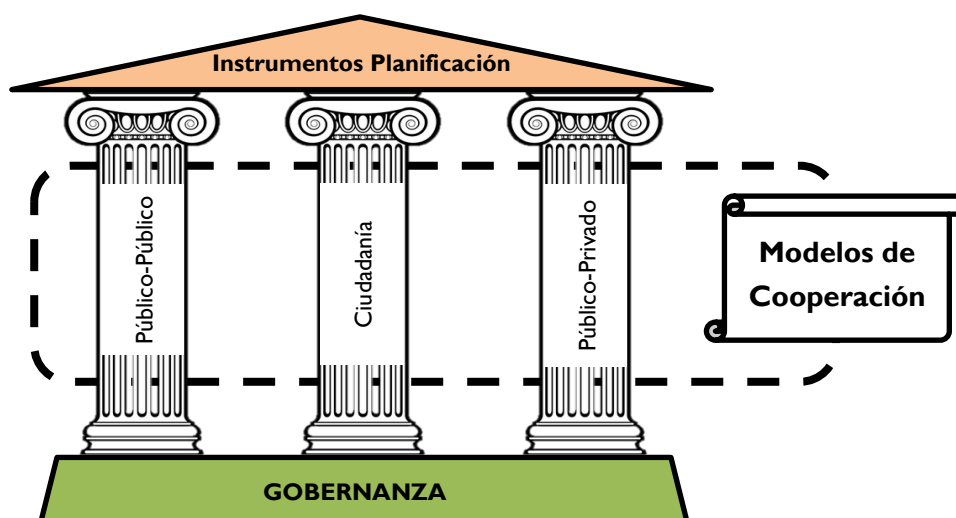 Instrumentos Planificación
Público-Público
Ciudadanía
Público-Privado
Modelos de
Cooperación
GOBERNANZA